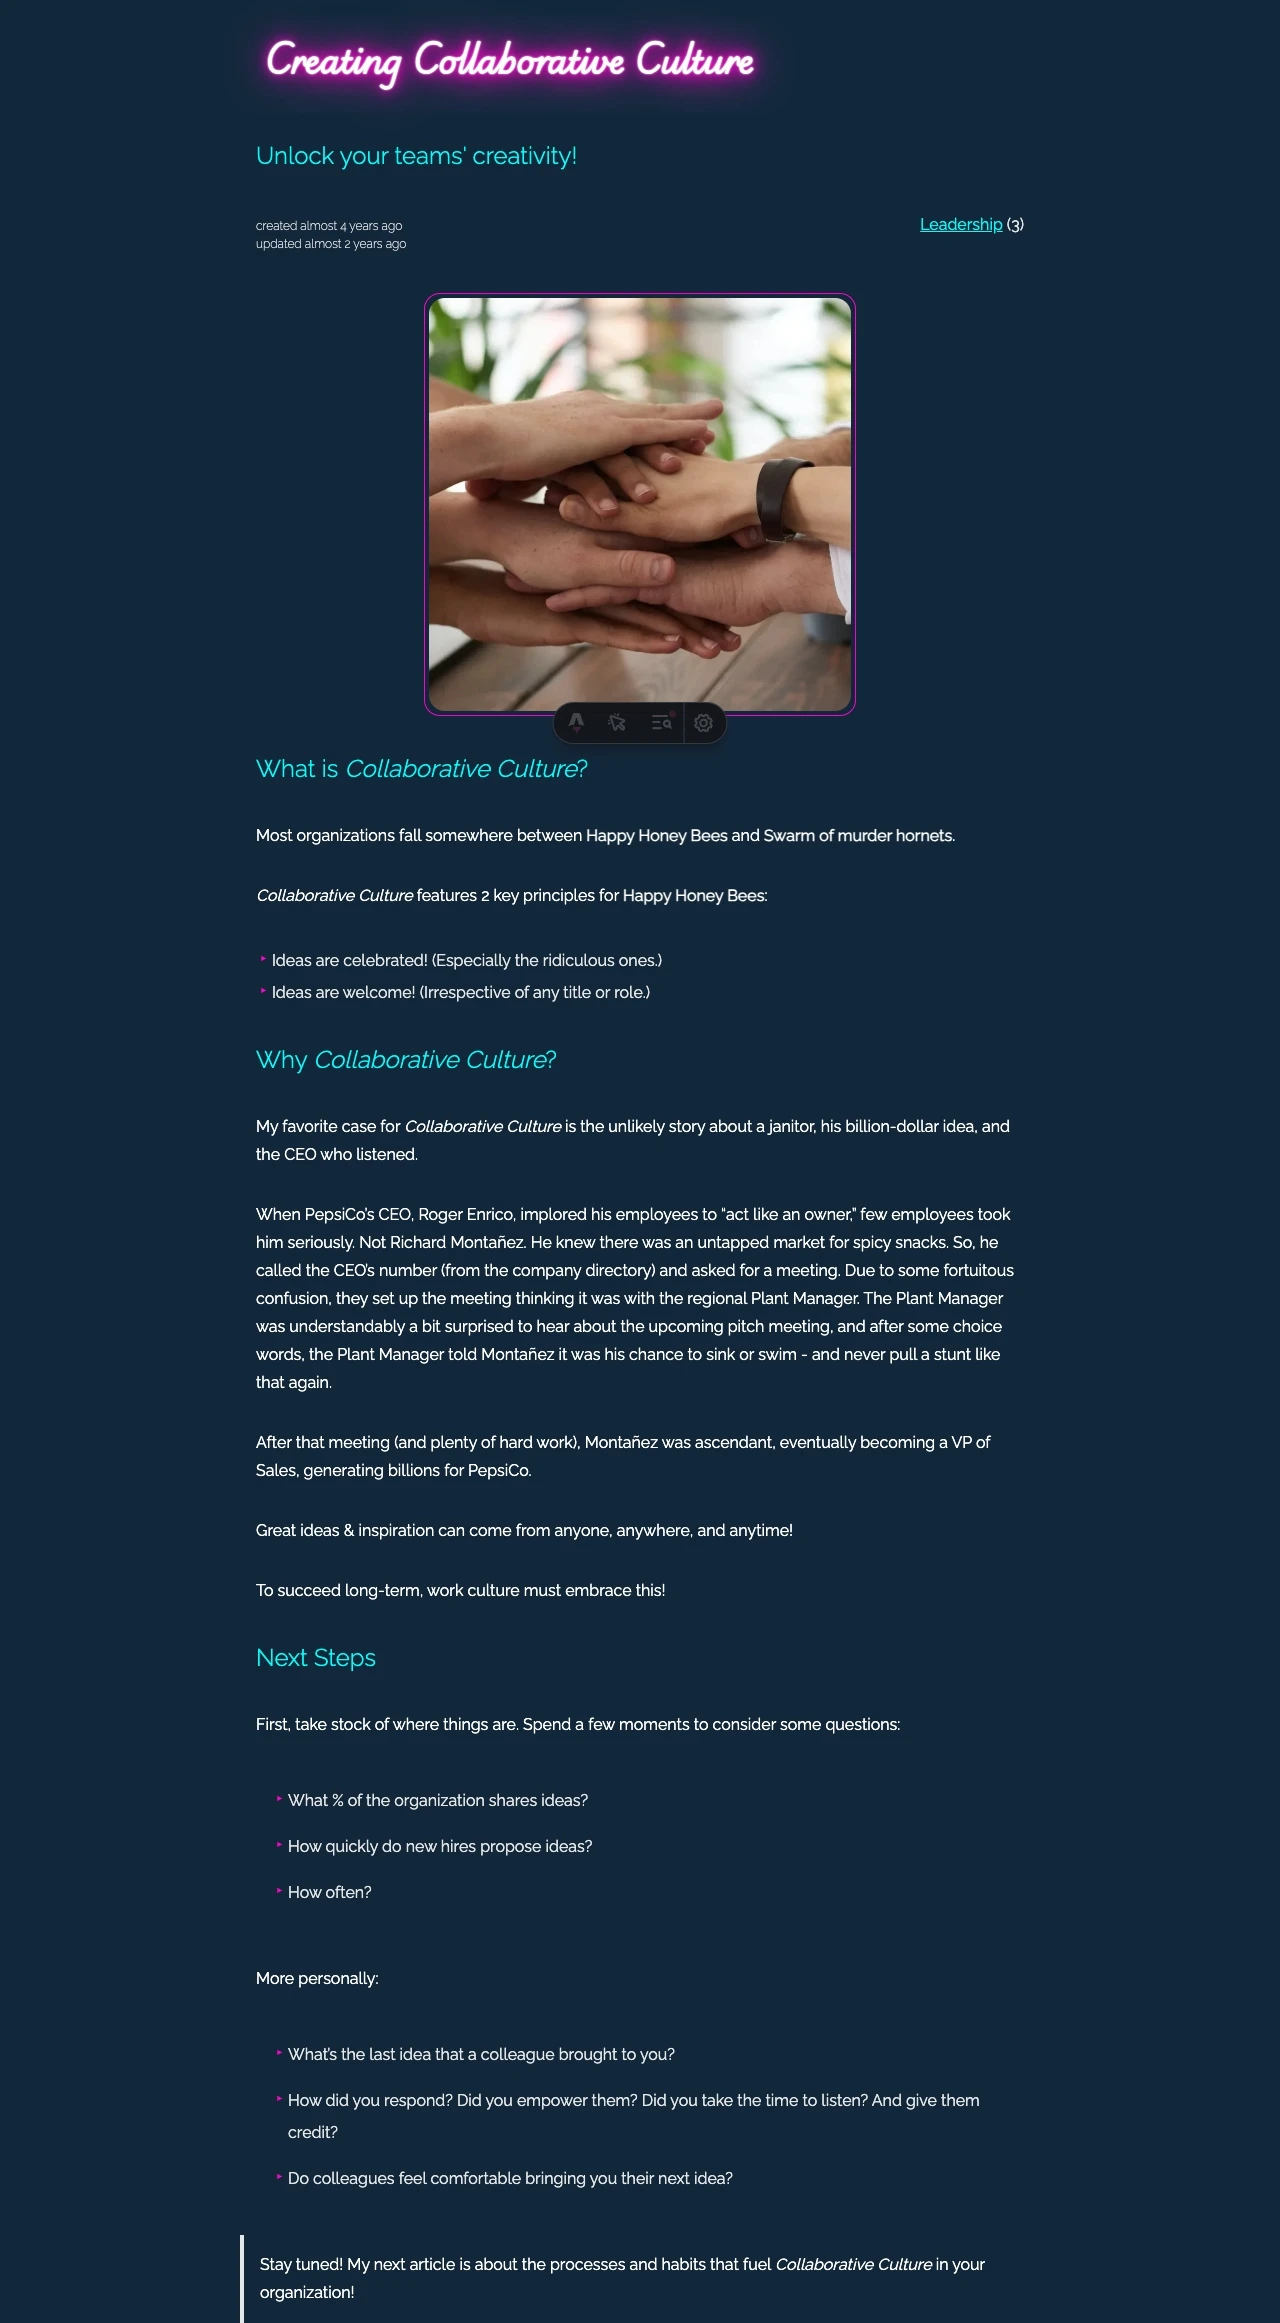 Creating Collaborative Culture
Unlock your teams' creativity!
created almost 4 years ago
updated almost 2 years ago
Leadership (3)
What is Collaborative Culture?
Most organizations fall somewhere between Happy Honey Bees and Swarm of murder hornets.
Collaborative Culture features 2 key principles for Happy Honey Bees:
‣ Ideas are celebrated! (Especially the ridiculous ones.)
‣ Ideas are welcome! (Irrespective of any title or role.)
Why Collaborative Culture?
My favorite case for Collaborative Culture is the unlikely story about a janitor, his billion-dollar idea, and
the CEO who listened.
When PepsiCo’s CEO, Roger Enrico, implored his employees to “act like an owner,” few employees took
him seriously. Not Richard Montañez. He knew there was an untapped market for spicy snacks. So, he
called the CEO’s number (from the company directory) and asked for a meeting. Due to some fortuitous
confusion, they set up the meeting thinking it was with the regional Plant Manager. The Plant Manager
was understandably a bit surprised to hear about the upcoming pitch meeting, and after some choice
words, the Plant Manager told Montañez it was his chance to sink or swim - and never pull a stunt like
that again.
After that meeting (and plenty of hard work), Montañez was ascendant, eventually becoming a VP of
Sales, generating billions for PepsiCo.
Great ideas & inspiration can come from anyone, anywhere, and anytime!
To succeed long-term, work culture must embrace this!
Next Steps
First, take stock of where things are. Spend a few moments to consider some questions:
‣ What % of the organization shares ideas?
‣ How quickly do new hires propose ideas?
‣ How often?
More personally:
‣ What’s the last idea that a colleague brought to you?
‣ How did you respond? Did you empower them? Did you take the time to listen? And give them
credit?
‣ Do colleagues feel comfortable bringing you their next idea?
Stay tuned! My next article is about the processes and habits that fuel Collaborative Culture in your
organization!